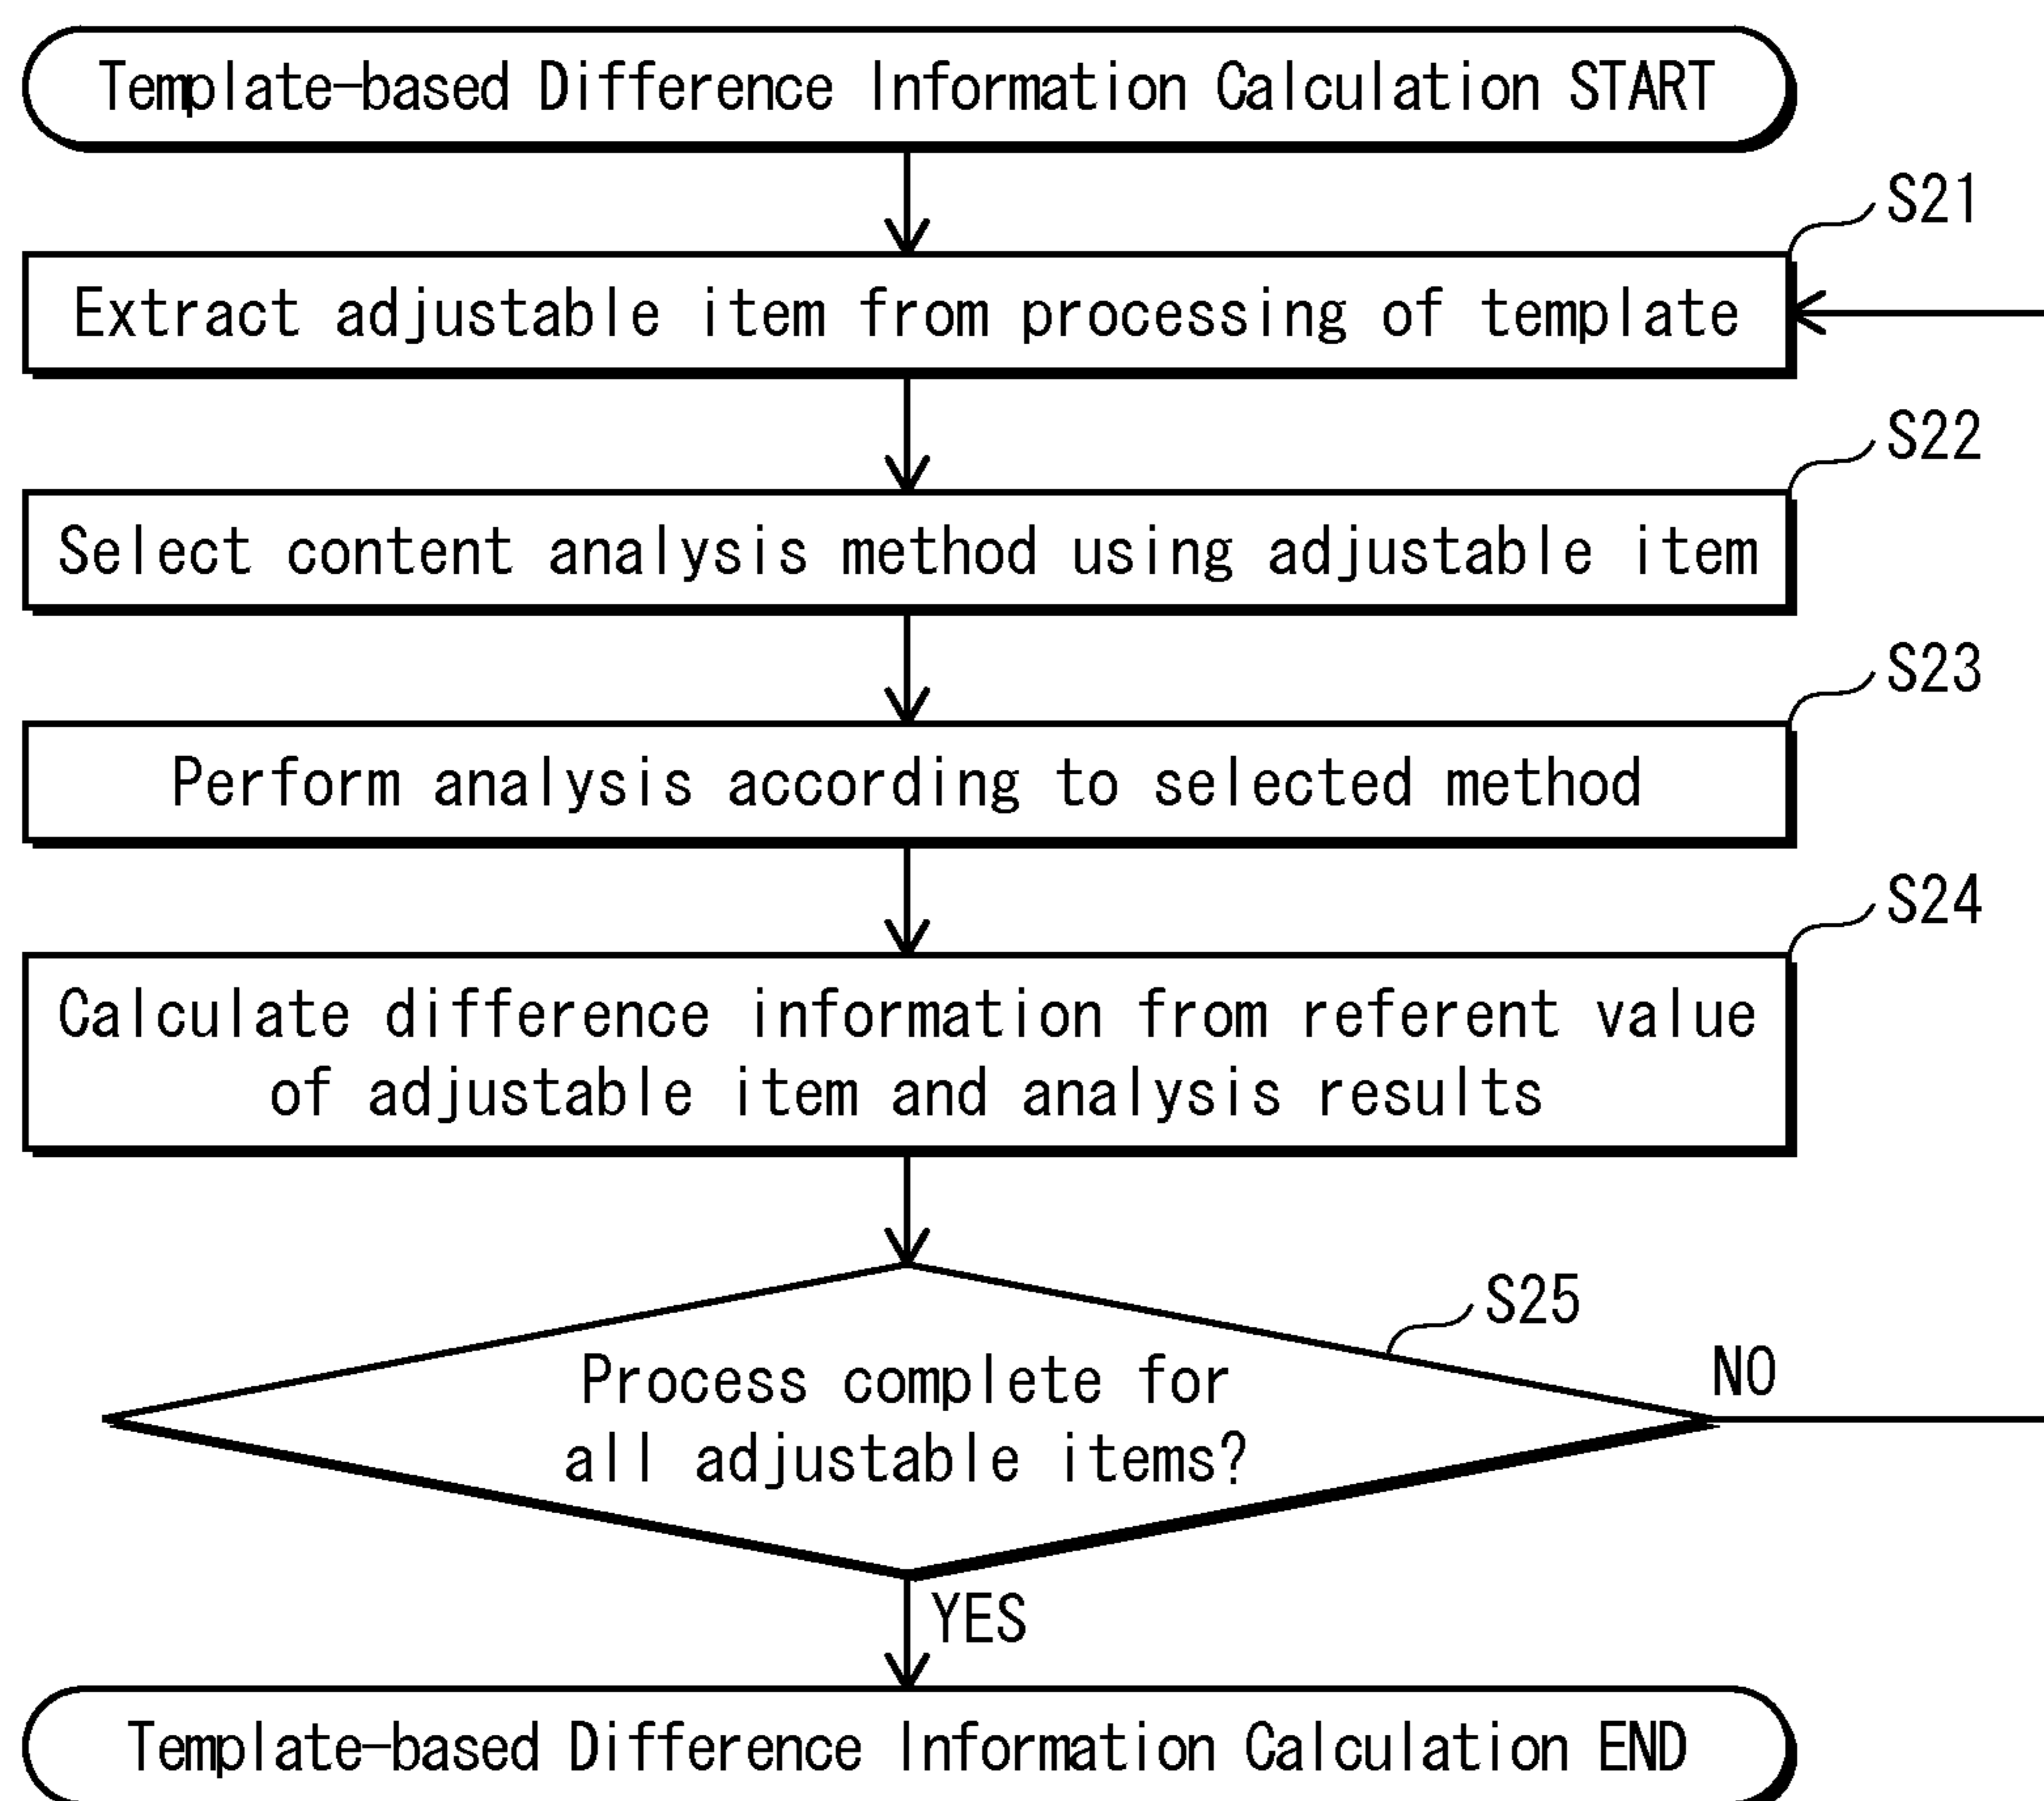 Template-based Difference Information Calculation START
S21
Extract adjustable item from processing of template
S22
Select content analysis method using adjustable item
S23
Perform analysis according to selected method
S24
Calculate difference information from referent value
of adjustable item and analysis results
S25
Process complete for
all adjustable items?
NO
YES
Template-based Difference Information Calculation END